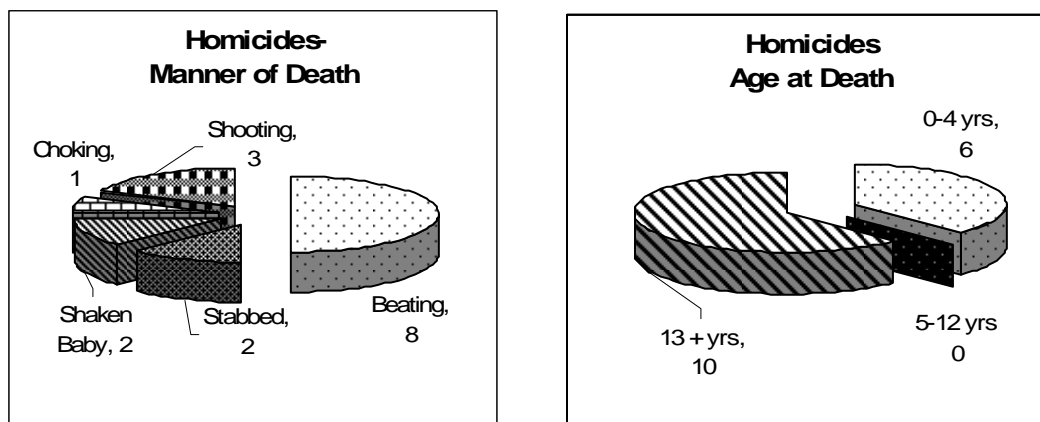 Homicides-
Manner of Death
Shooting,
3
Choking,
1
Shaken
Baby, 2
Stabbed,
2
Beating,
8
Homicides
Age at Death
0-4 yrs,
6
13 + yrs,
10
5-12 yrs
0